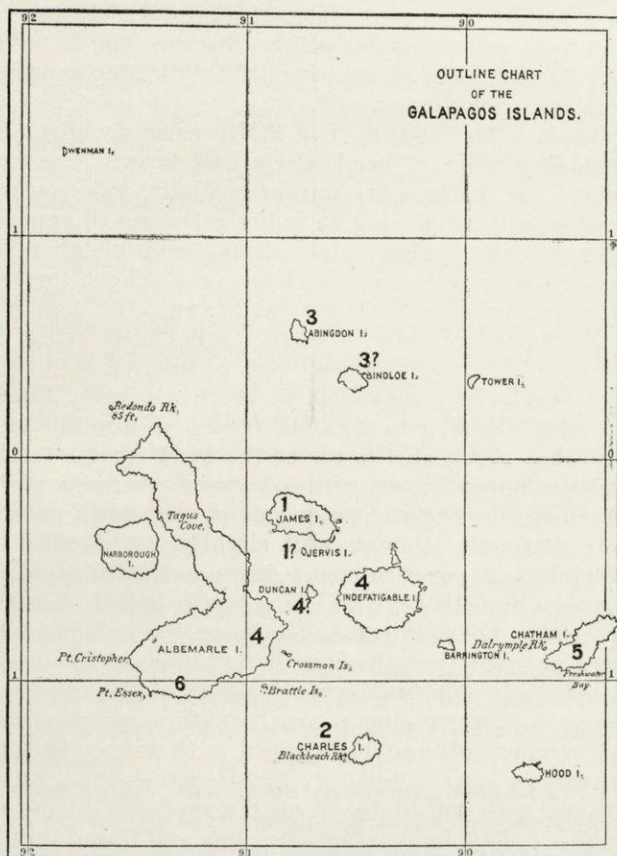 92
91
90
OUTLINE CHART
OF THE
GALAPAGOS ISLANDS.
WENMAN I.
1
1
3
ABINGDON I.
3?
BINDLOE I.
TOWER I.
Redondo Rk.
85 ft.
0
0
Tagus
Cove.
1
JAMES I.
NARBOROUGH
I.
1? JERVIS I.
DUNCAN I.
4?
4
INDEFATIGABLE I.
ALBEMARLE I.
4
CHATHAM I.
Dalrymple Rk.
5
BARRINGTON I.
Pt. Cristopher
Crossman Is.
Freshwater
Bay
6
1
1
Pt. Essex
Brattle Is.
2
CHARLES I.
Blackbeach Rd.
HOOD I.
92
91
90